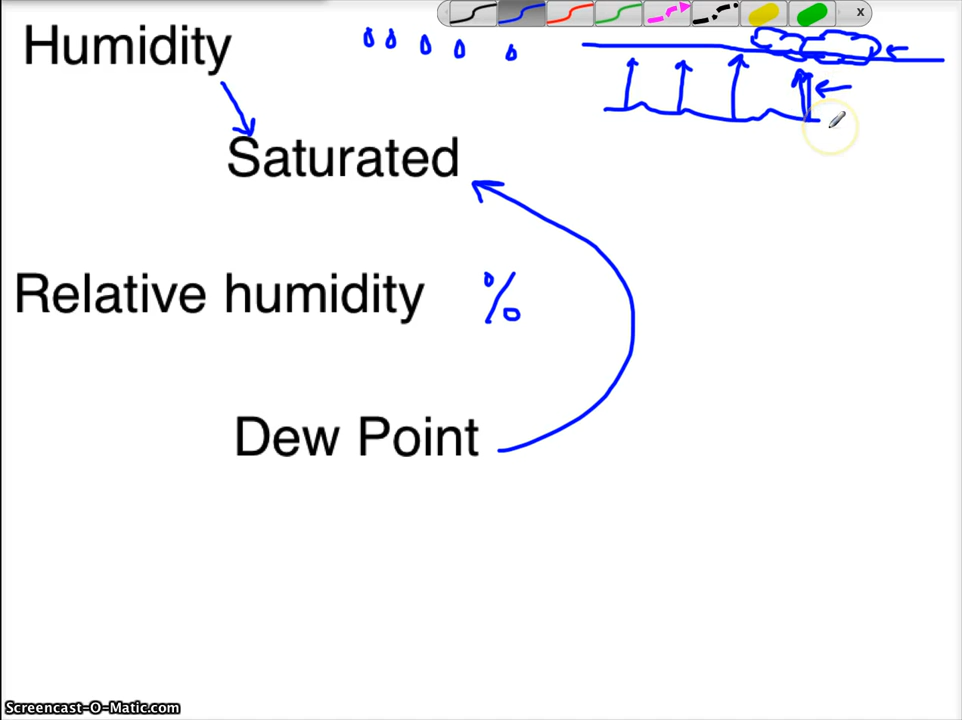 Humidity
Saturated
Relative humidity %
Dew Point
x
Screencast-O-Matic.com